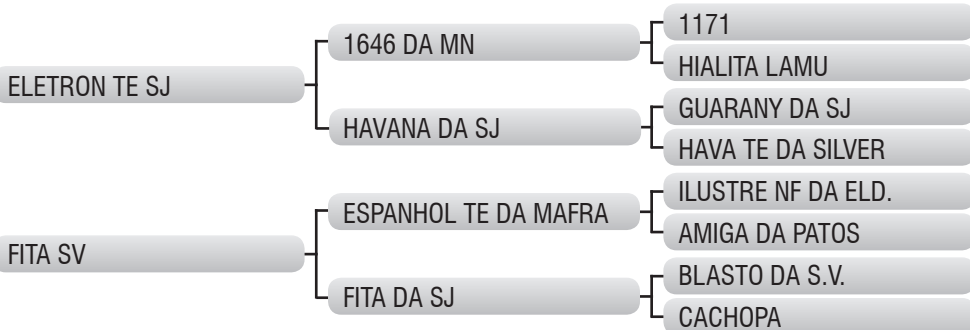 ELETRON TE SJ
1646 DA MN
1171
HIALITA LAMU
HAVANA DA SJ
GUARANY DA SJ
HAVA TE DA SILVER
FITA SV
ESPANHOL TE DA MAFRA
ILUSTRE NF DA ELD.
AMIGA DA PATOS
FITA DA SJ
BLASTO DA S.V.
CACHOPA